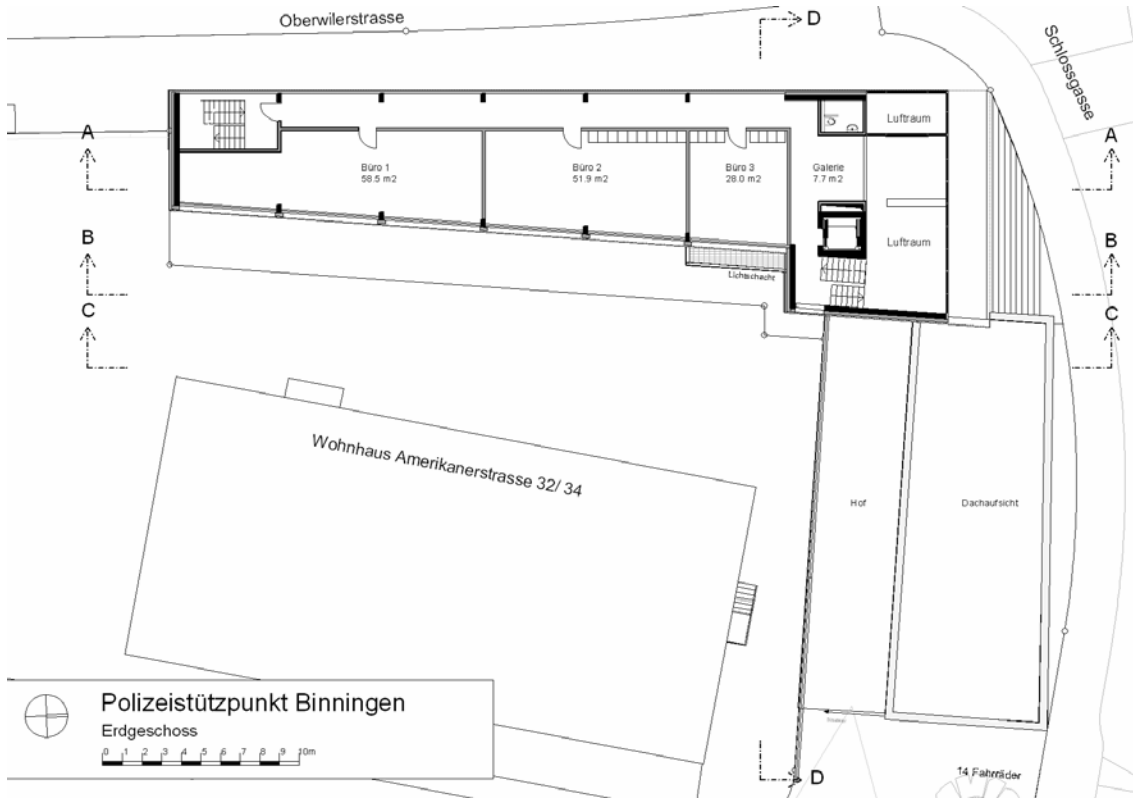 Oberwilerstrasse
D
Schlossgasse
Luftraum
A
A
Büro 1
58.5 m2
Büro 2
51.9 m2
Büro 3
28.0 m2
Galerie
7.7 m2
B
B
Luftraum
Lichtschacht
C
C
Wohnhaus Amerikanerstrasse 32/ 34
Hof
Dachaufsicht
Polizeistützpunkt Binningen
Erdgeschoss
0 1 2 3 4 5 6 7 8 9 10m
D
14 Fahrräder